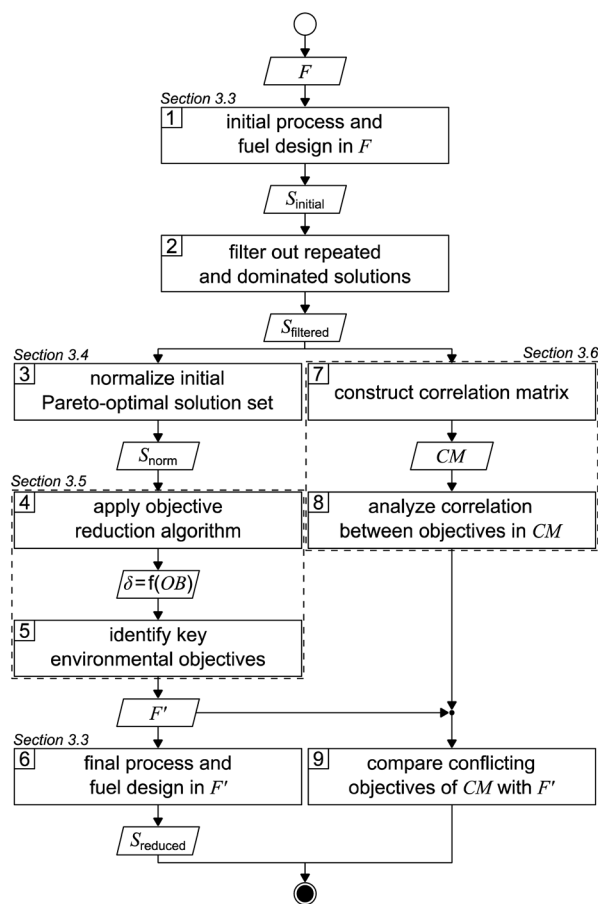 F
Section 3.3
1
initial process and
fuel design in F
S_initial
2
filter out repeated
and dominated solutions
S_filtered
Section 3.4
3
normalize initial
Pareto-optimal solution set
S_norm
Section 3.5
4
apply objective
reduction algorithm
δ=f(OB)
5
identify key
environmental objectives
F'
Section 3.3
6
final process and
fuel design in F'
S_reduced
Section 3.6
7
construct correlation matrix
CM
8
analyze correlation
between objectives in CM
9
compare conflicting
objectives of CM with F'